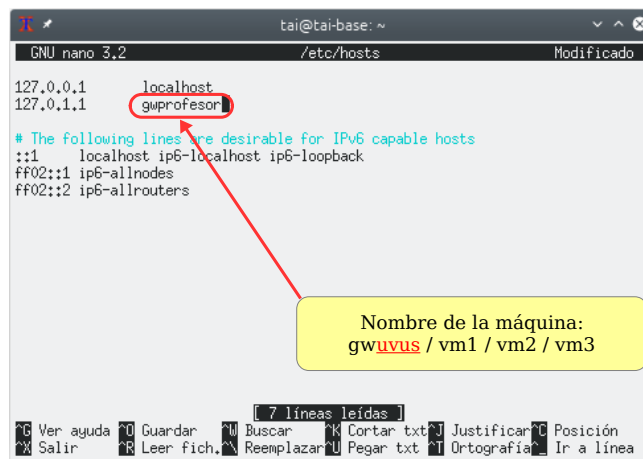 tai@tai-base: ~
GNU nano 3.2 /etc/hosts Modificado
127.0.0.1 localhost
127.0.1.1 gwprofesor
# The following lines are desirable for IPv6 capable hosts
::1 localhost ip6-localhost ip6-loopback
ff02::1 ip6-allnodes
ff02::2 ip6-allrouters
Nombre de la máquina:
gwuvus / vm1 / vm2 / vm3
[ 7 líneas leídas ]
^G Ver ayuda ^O Guardar ^W Buscar ^K Cortar txt ^J Justificar ^C Posición
^X Salir ^R Leer fich. ^\ Reemplazar ^U Pegar txt ^T Ortografía ^_ Ir a línea